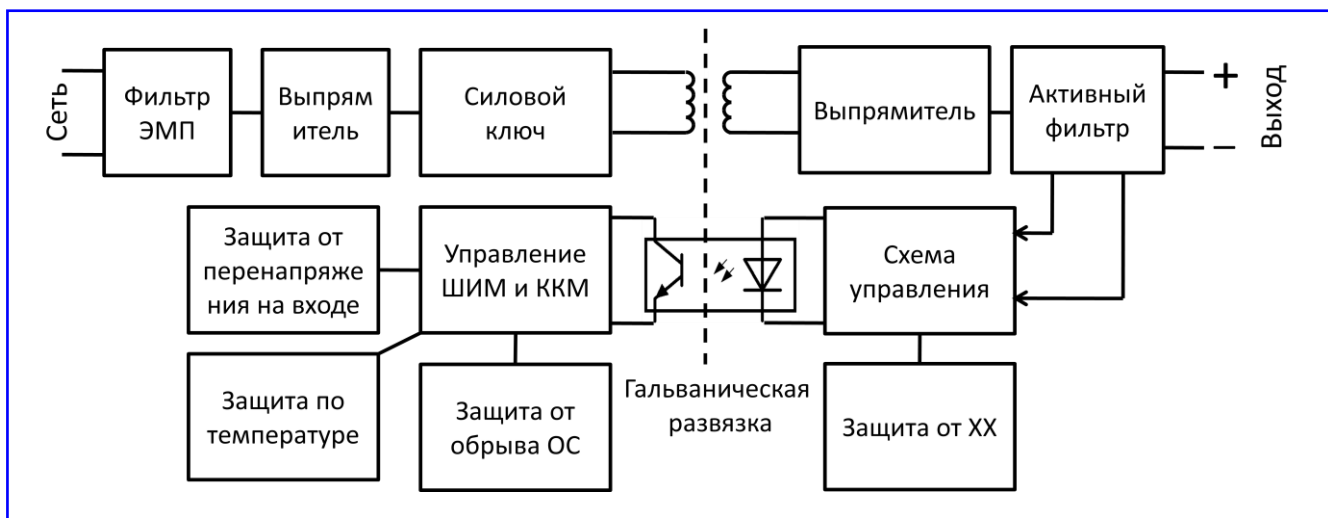 Сеть
Фильтр
ЭМП
Выпрям
итель
Силовой
ключ
Выпрямитель
Активный
фильтр
+
–
Выход
Защита от
перенапряже
ния на входе
Управление
ШИМ и ККМ
Схема
управления
Защита по
температуре
Защита от
обрыва ОС
Гальваническая
развязка
Защита от ХХ